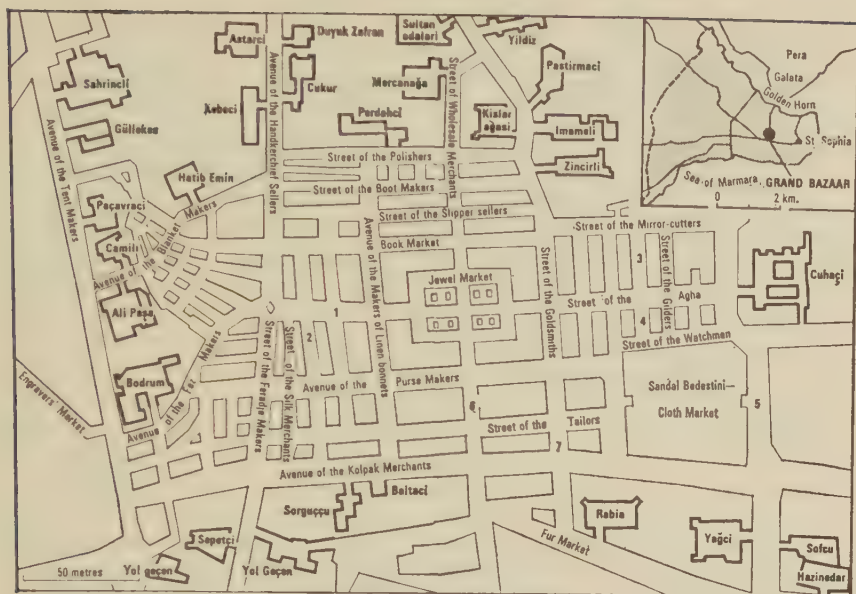 Astarci
Duyuk Zafran
Sultan
odalari
Yildiz
Pera
Galata
Golden Horn
St. Sophia
Sea of Marmara
GRAND BAZAAR
0 2 km.
Sahrincli
Cukur
Mercanağa
Pastirmaci
Xebeci
Perdahci
Kislar
ağasi
Imameli
Güllekes
Zincirli
Avenue of the Tent Makers
Avenue of the Handkerchief Sellers
Street of Wholesale Merchants
Street of the Polishers
Hatib Emin
Street of the Boot Makers
Peçavraci
Street of the Slipper sellers
Street of the Mirror-cutters
Camili
Avenue of the Blanket Makers
Book Market
3
Cuhaçi
Jewel Market
Avenue of the Makers of Linen bonnets
Street of the Goldsmiths
Street of the Gilders
Ali Paşa
1
Street of the Agha
2
4
Street of the Watchmen
Bodrum
Avenue of the Fez Makers
Street of the Feradje Makers
Street of the Silk Merchants
Avenue of the Purse Makers
Engravers' Market
Sandal Bedestini—
Cloth Market
6
5
Street of the Tailors
7
Avenue of the Kolpak Merchants
Baltaci
Sorguççu
Rabia
Fur Market
Yağci
Sepetçi
Sofcu
50 metres
Yol geçen
Yol Geçen
Hazinedar